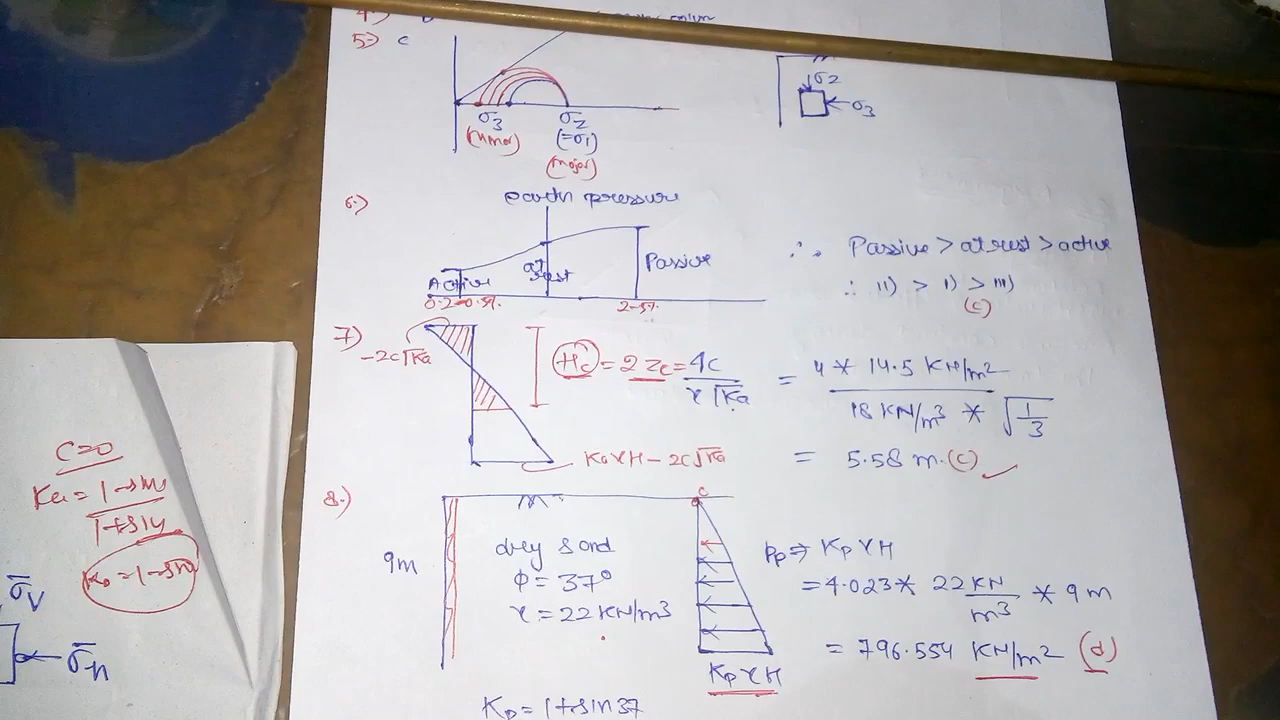 5:) C
σ2
σ3
σ3
σz
(=σ1)
(minor)
(major)
6:)
earth pressure
Active
at rest
Passive
∴ Passive > at rest > active
0.2-0.5%
2-5%
∴ ii) > i) > iii)
(c)
7)
-2c√Ka
Hc = 2 Zc = 4c / γ√Ka = 4 * 14.5 KN/m2 / 18 KN/m3 * √1/3
KaγH - 2c√Ka
= 5.58 m. (c) ✓
8:)
c
9m
dry sand
φ = 37°
γ = 22 KN/m3
Pp ⇒ KpγH
= 4.023 * 22 KN/m3 * 9m
= 796.554 KN/m2 (d)
KpγH
Kp = 1+sin37
C=0
Ka = 1-sinφ / 1+sinφ
Ko = 1-sinφ
σ̄v
σ̄h